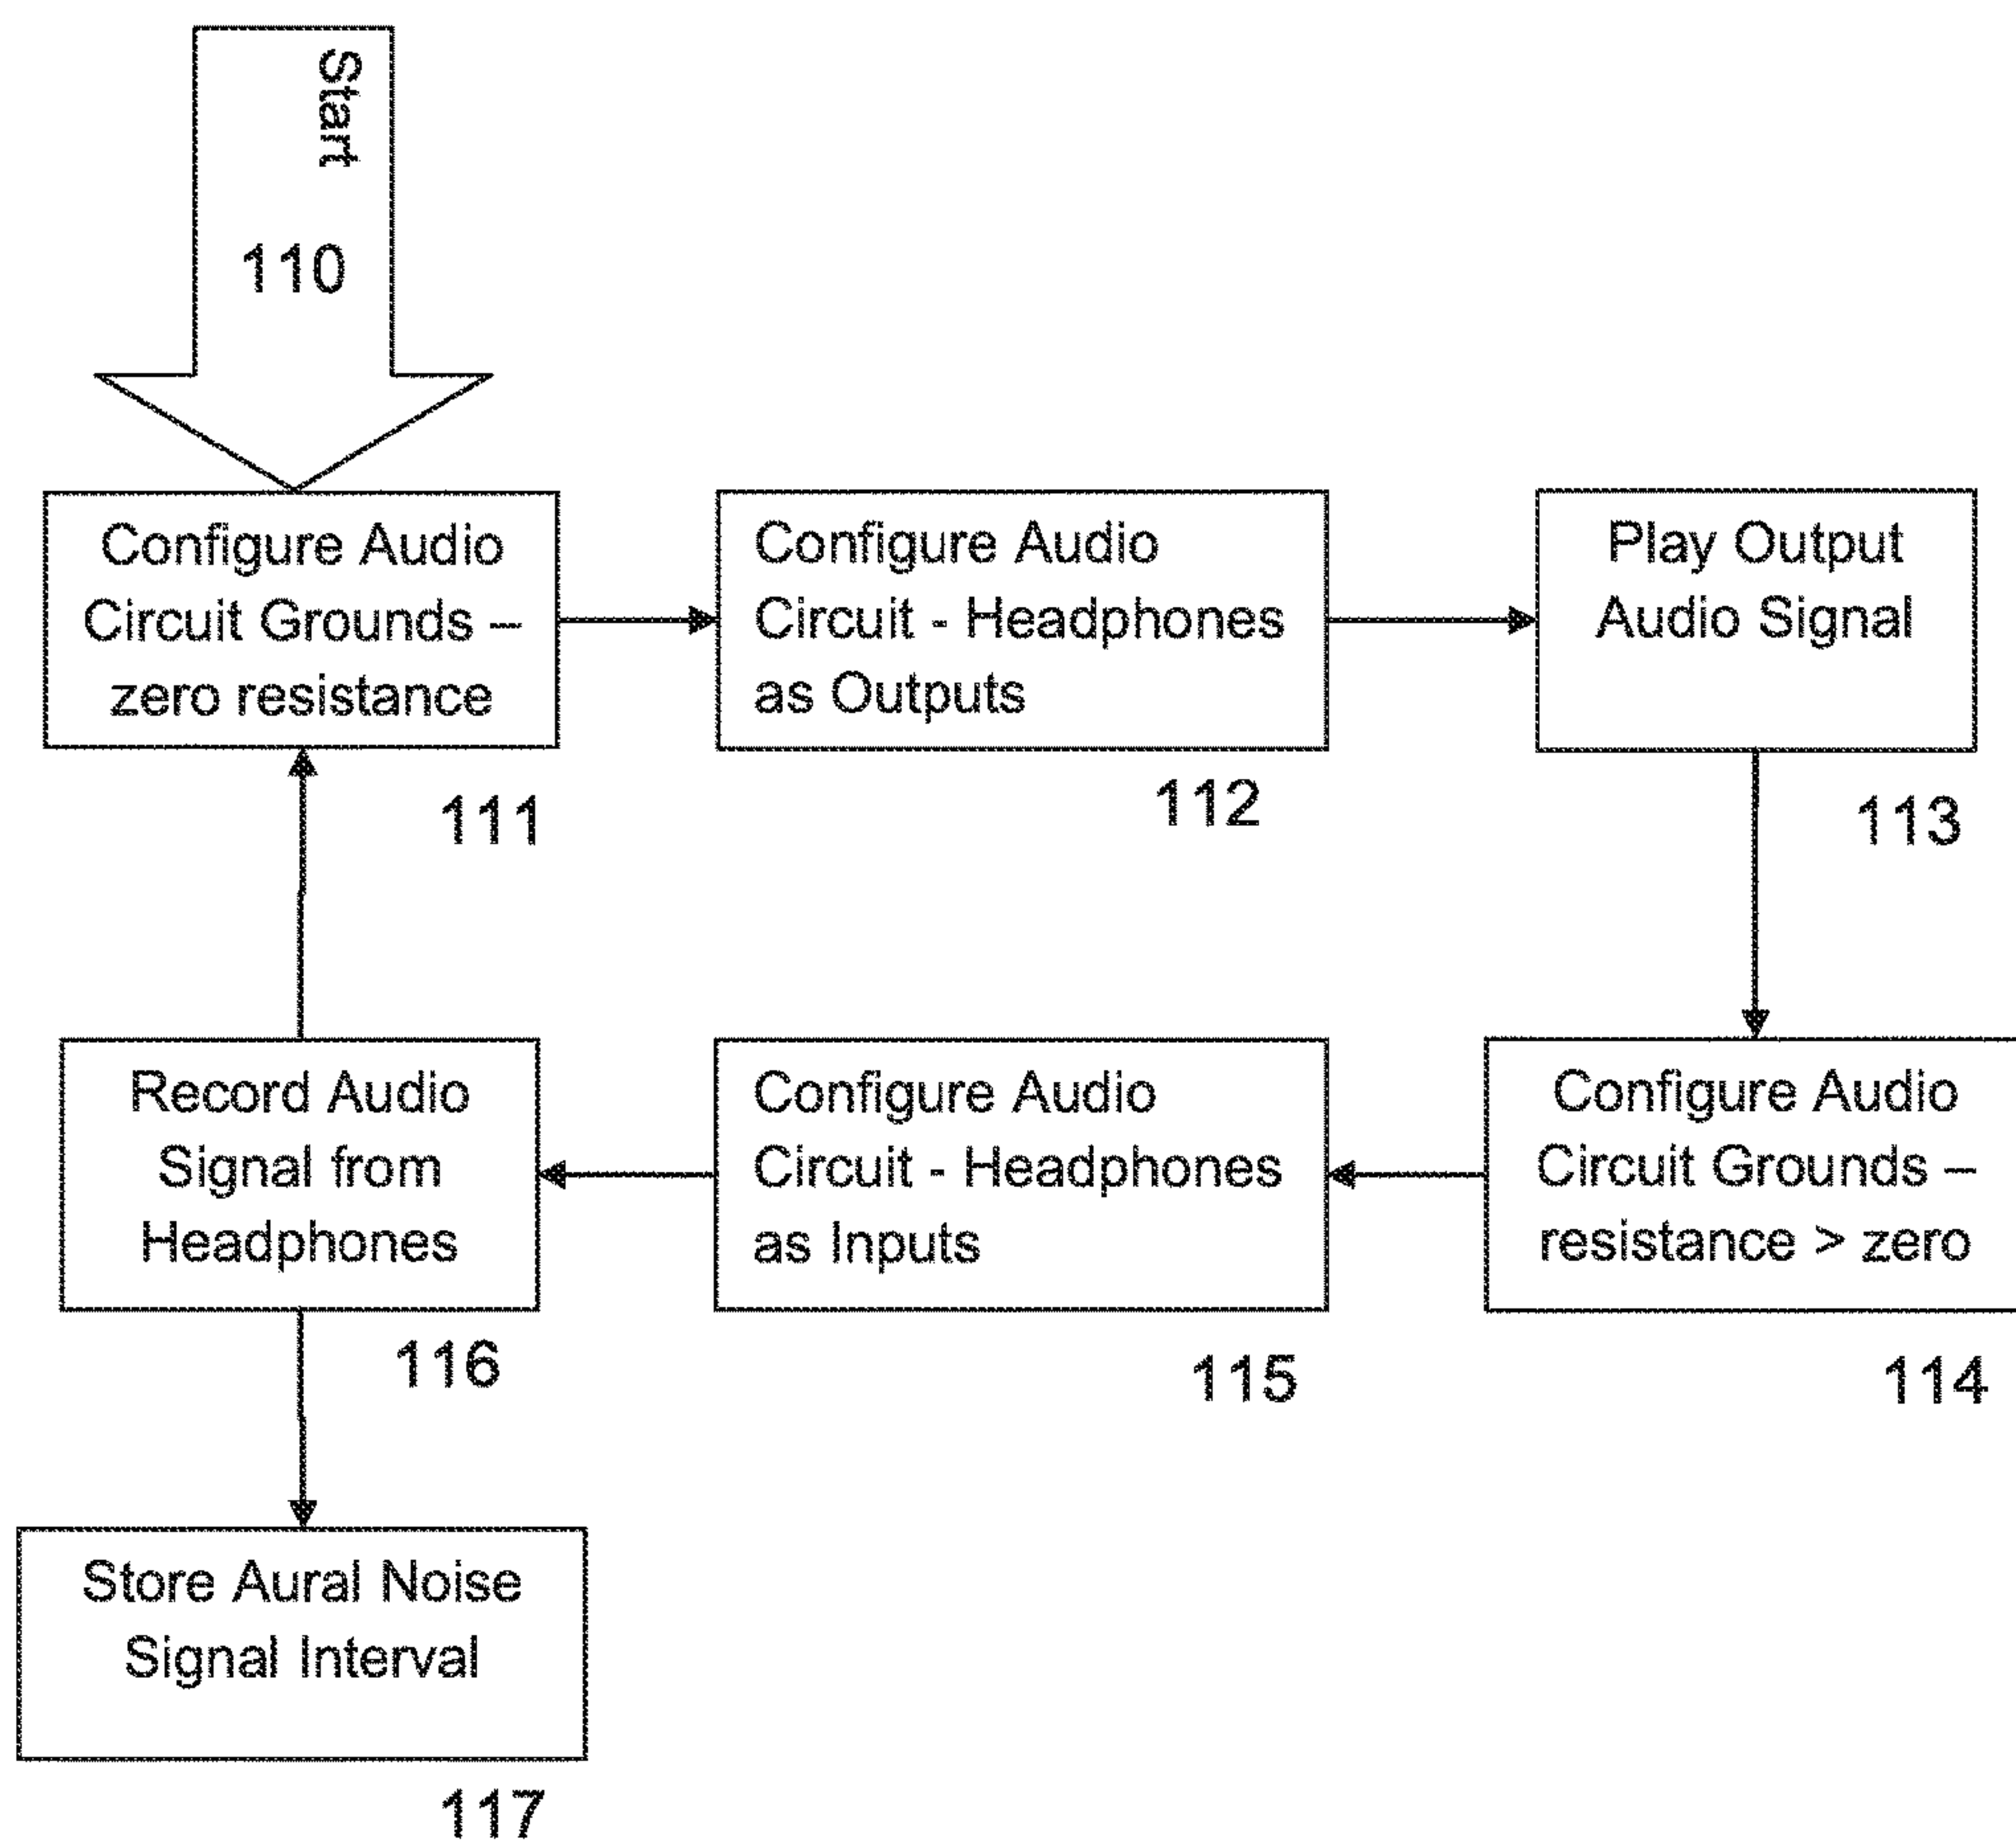 Start
110
Configure Audio
Circuit Grounds –
zero resistance
111
Configure Audio
Circuit - Headphones
as Outputs
112
Play Output
Audio Signal
113
Configure Audio
Circuit Grounds –
resistance > zero
114
Configure Audio
Circuit - Headphones
as Inputs
115
Record Audio
Signal from
Headphones
116
Store Aural Noise
Signal Interval
117